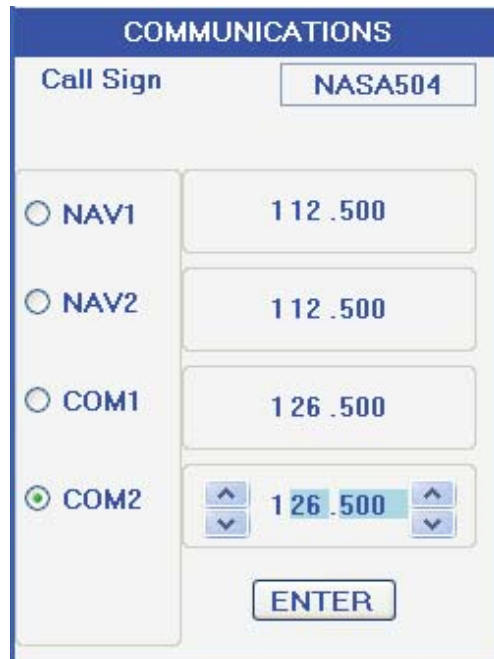 COMMUNICATIONS
Call Sign NASA504
NAV1 112.500
NAV2 112.500
COM1 126.500
COM2 126.500
ENTER